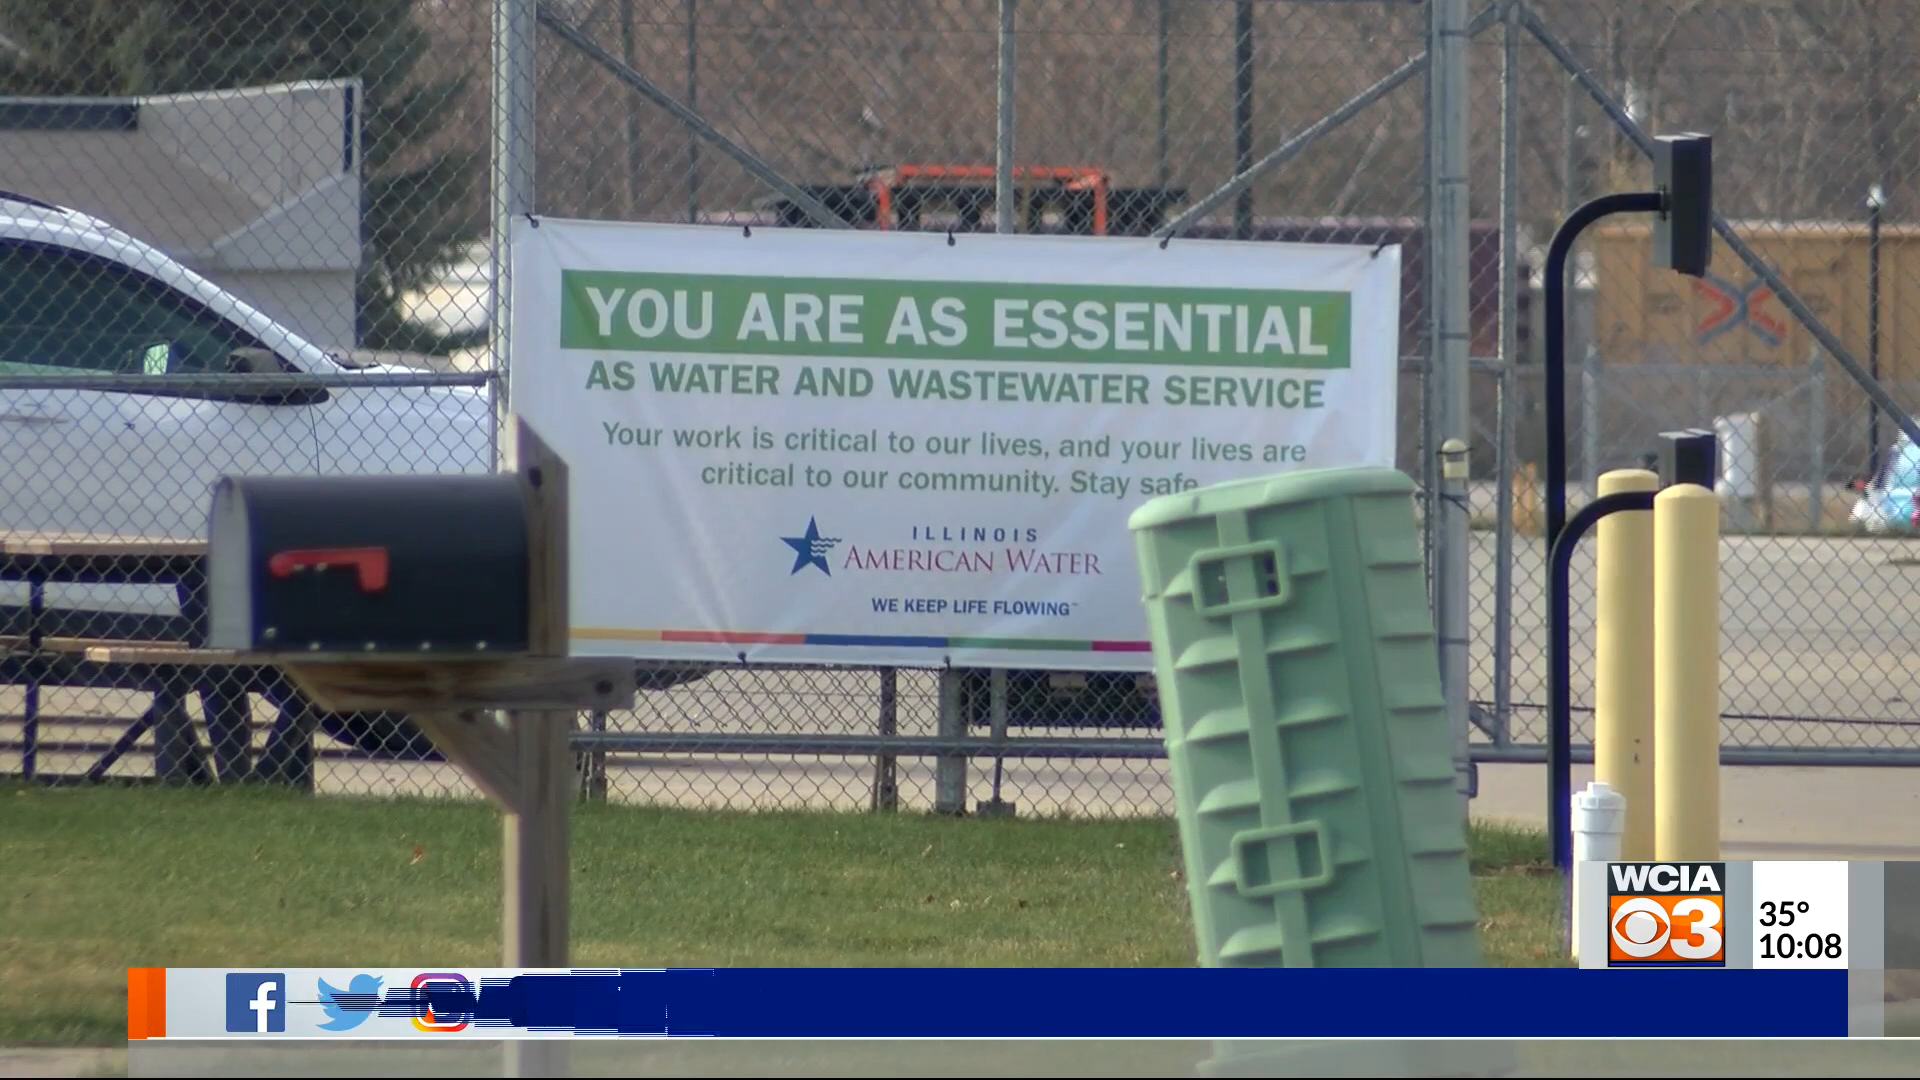 YOU ARE AS ESSENTIAL
AS WATER AND WASTEWATER SERVICE
Your work is critical to our lives, and your lives are
critical to our community. Stay safe
ILLINOIS
AMERICAN WATER
WE KEEP LIFE FLOWING™
WCIA
3
35°
10:08